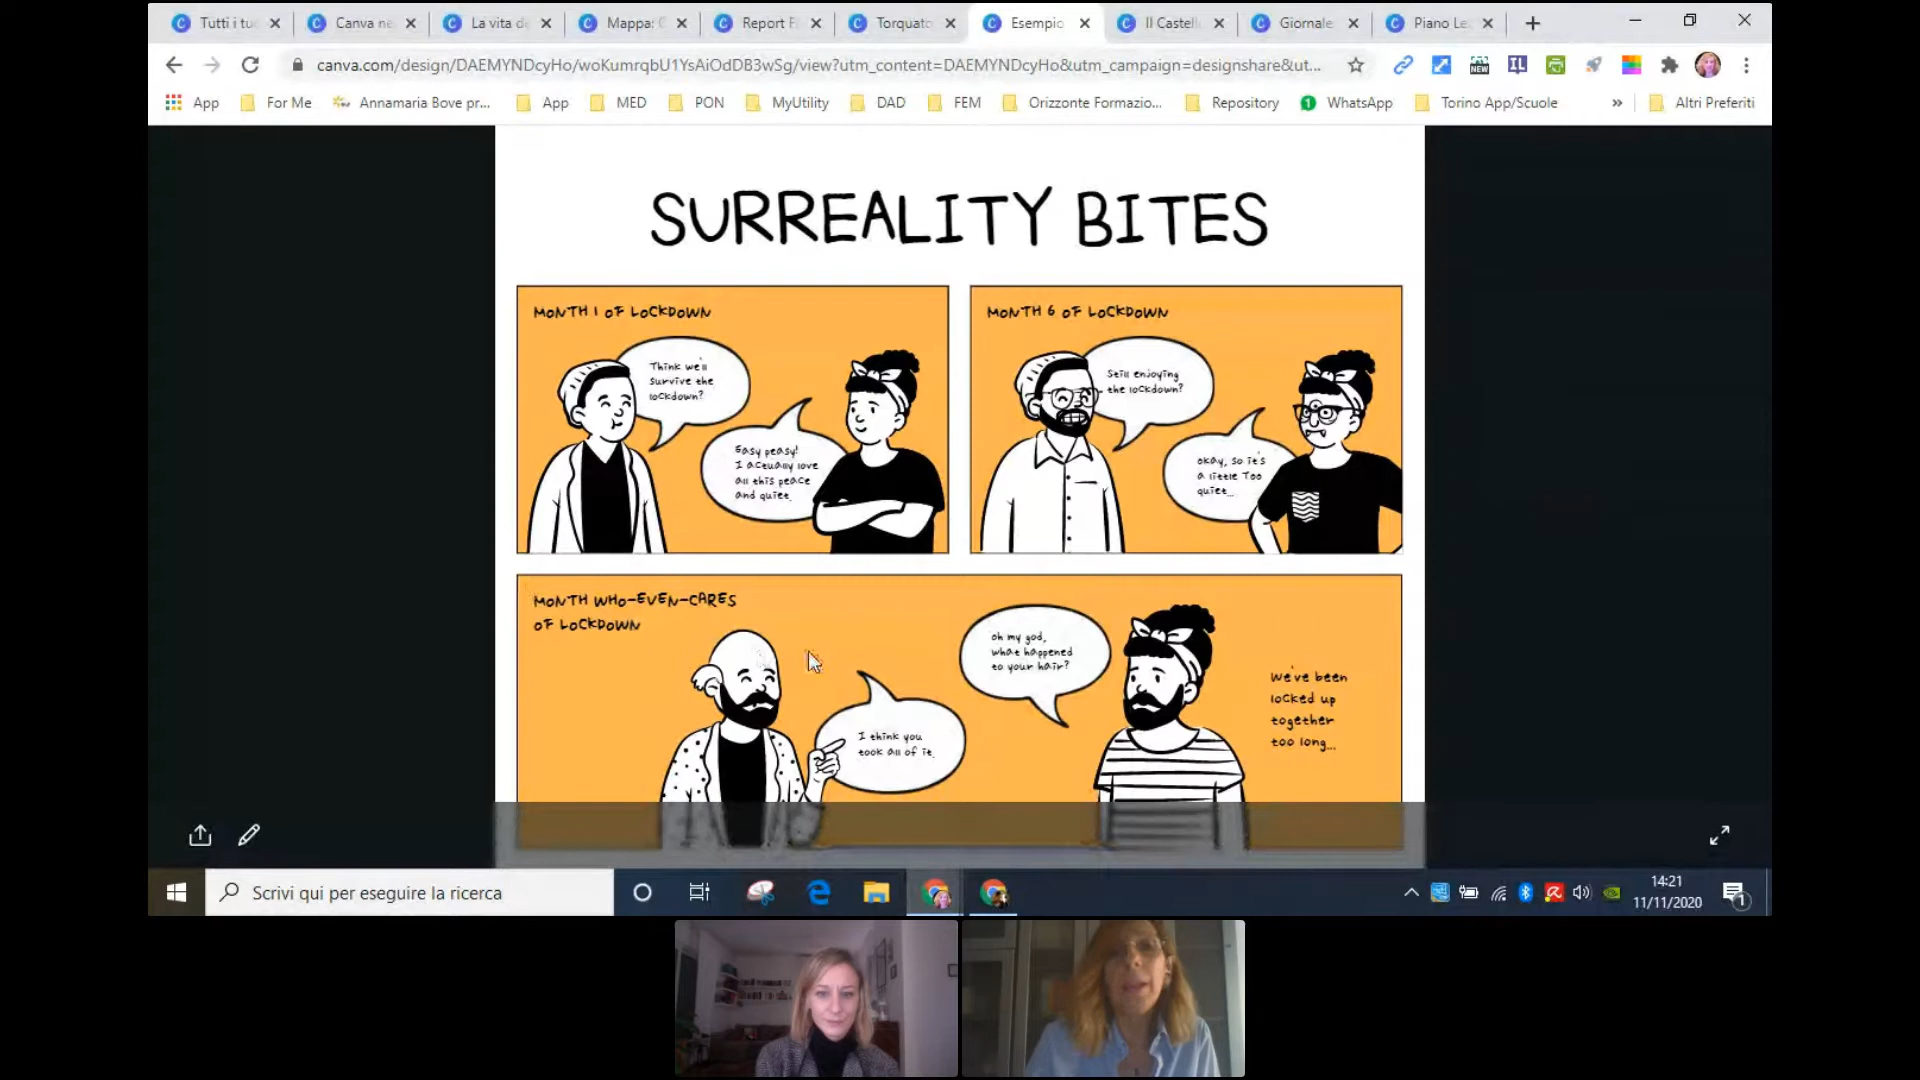 Tutti i tu
Canva ne
La vita de
Mappa: C
Report F
Torquato
Esempio
Il Castell
Giornale
Piano Le
canva.com/design/DAEMYNDcyHo/woKumrqbU1YsAiOdDB3wSg/view?utm_content=DAEMYNDcyHo&utm_campaign=designshare&ut...
NEW
IL
App
For Me
Annamaria Bove pr...
App
MED
PON
MyUtility
DAD
FEM
Orizzonte Formazio...
Repository
1
WhatsApp
Torino App/Scuole
»
Altri Preferiti
SURREALITY BITES
MONTH 1 OF LOCKDOWN
Think we'll
survive the
lockdown?
Easy peasy!
I actually love
all this peace
and quiet.
MONTH 6 OF LOCKDOWN
Still enjoying
the lockdown?
okay, so it's
a little Too
quiet...
MONTH WHO-EVEN-CARES
OF LOCKDOWN
oh my god,
what happened
to your hair?
I think you
took all of it.
We've been
locked up
together
too long...
Scrivi qui per eseguire la ricerca
14:21
11/11/2020
1